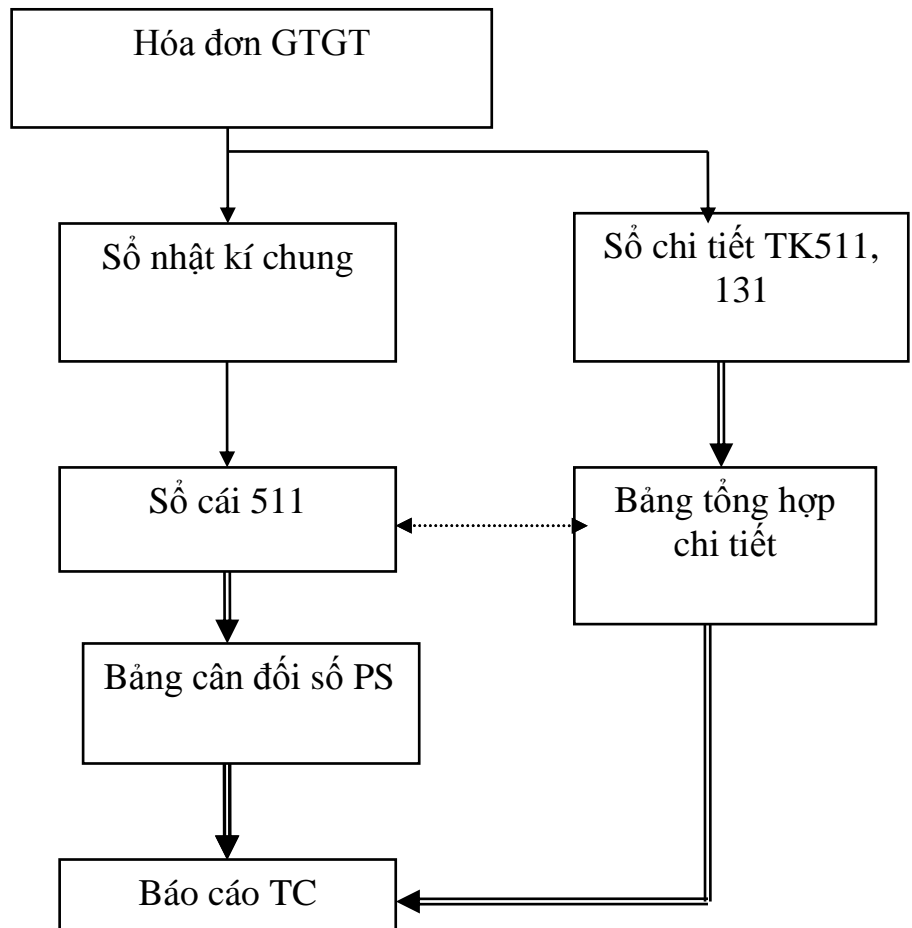 Hóa đơn GTGT
Sổ nhật kí chung
Sổ chi tiết TK511,
131
Sổ cái 511
Bảng tổng hợp
chi tiết
Bảng cân đối số PS
Báo cáo TC